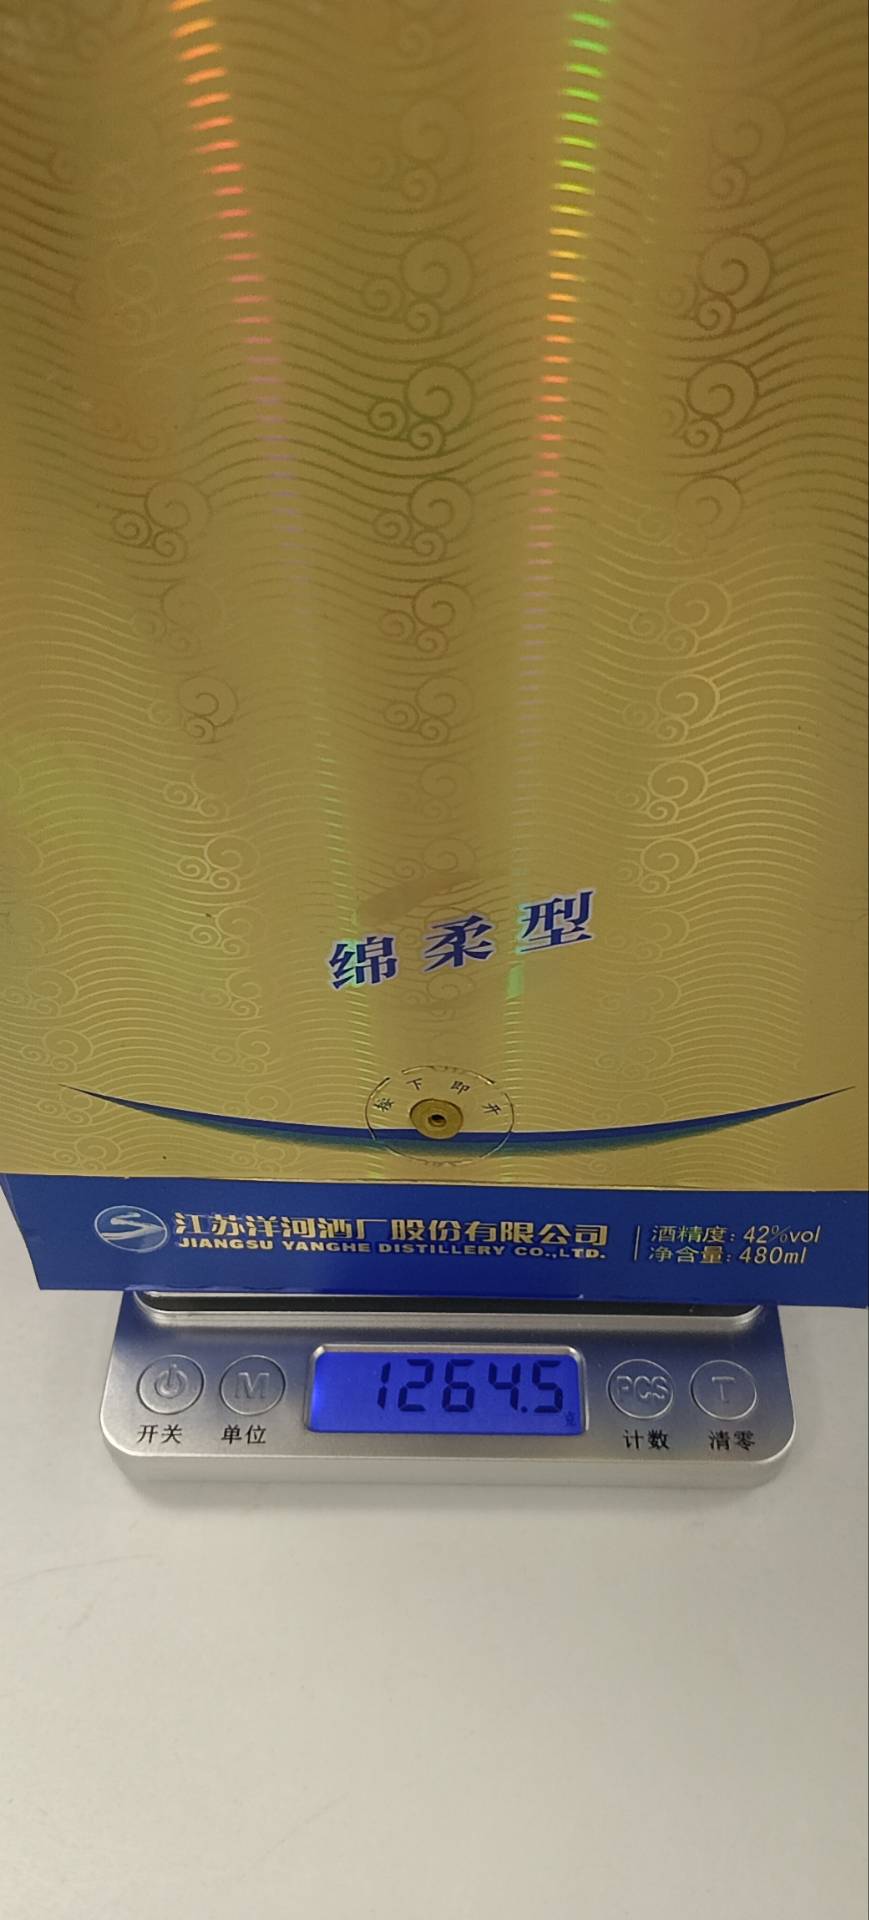 绵柔型
按下即开
江苏洋河酒厂股份有限公司
JIANGSU YANGHE DISTILLERY CO.,LTD.
酒精度：42%vol
净含量：480ml
1264.5
克
M
PCS
T
开关
单位
计数
清零